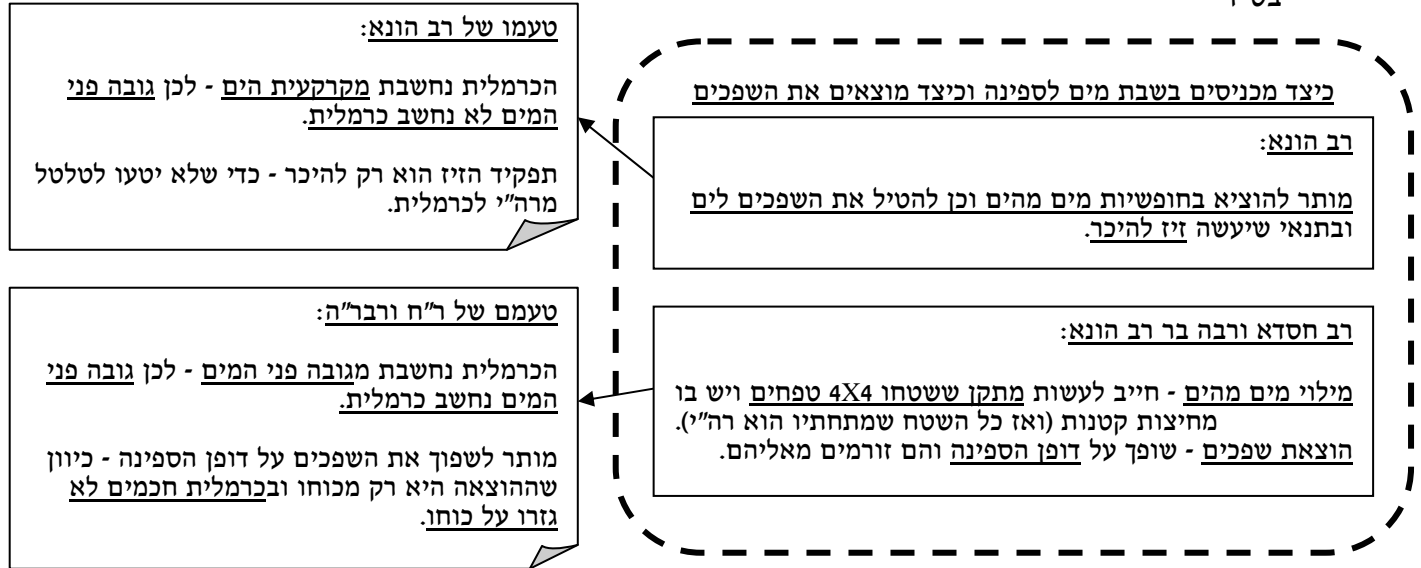 כיצד מכניסים בשבת מים לספינה וכיצד מוצאים את השפכים
רב הונא:
מותר להוציא בחופשיות מים מהים וכן להטיל את השפכים לים
ובתנאי שיעשה זיז להיכר.
טעמו של רב הונא:
הכרמלית נחשבת מקרקעית הים - לכן גובה פני
המים לא נחשב כרמלית.
תפקיד הזיז הוא רק להיכר - כדי שלא יטעו לטלטל
מרה"י לכרמלית.
רב חסדא ורבה בר רב הונא:
מילוי מים מהים - חייב לעשות מתקן ששטחו 4X4 טפחים ויש בו
מחיצות קטנות (ואז כל השטח שמתחתיו הוא רה"י).
הוצאת שפכים - שופך על דופן הספינה והם זורמים מאליהם.
טעמם של ר"ח ורבר"ה:
הכרמלית נחשבת מגובה פני המים - לכן גובה פני
המים נחשב כרמלית.
מותר לשפוך את השפכים על דופן הספינה - כיוון
שההוצאה היא רק מכוחו ובכרמלית חכמים לא
גזרו על כוחו.